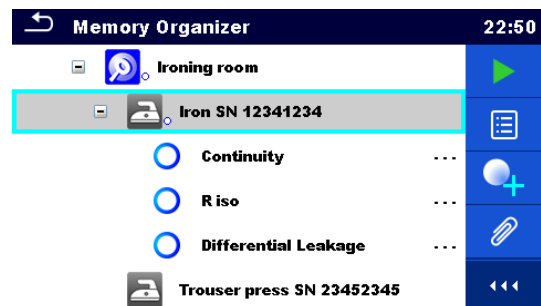 Memory Organizer 22:50
Ironing room
Iron SN 12341234
Continuity ---
R iso ---
Differential Leakage ---
Trouser press SN 23452345